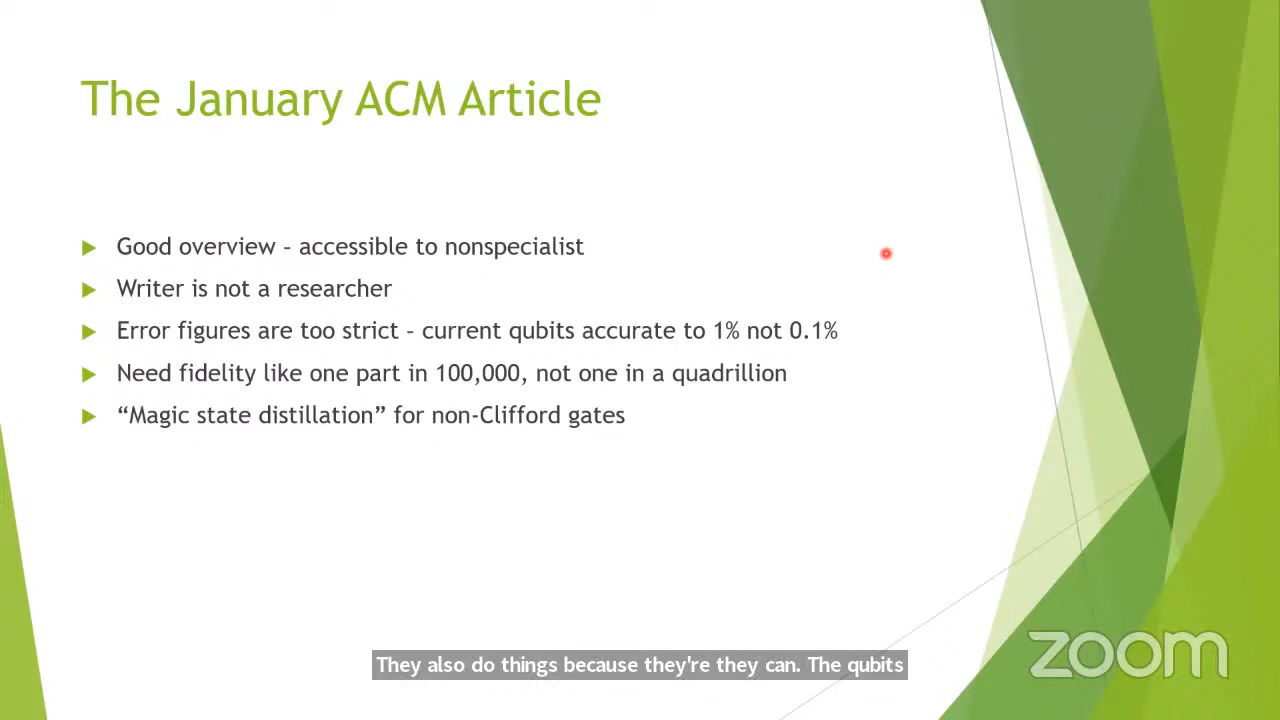 The January ACM Article
Good overview – accessible to nonspecialist
Writer is not a researcher
Error figures are too strict – current qubits accurate to 1% not 0.1%
Need fidelity like one part in 100,000, not one in a quadrillion
“Magic state distillation” for non-Clifford gates
They also do things because they're they can. The qubits
zoom